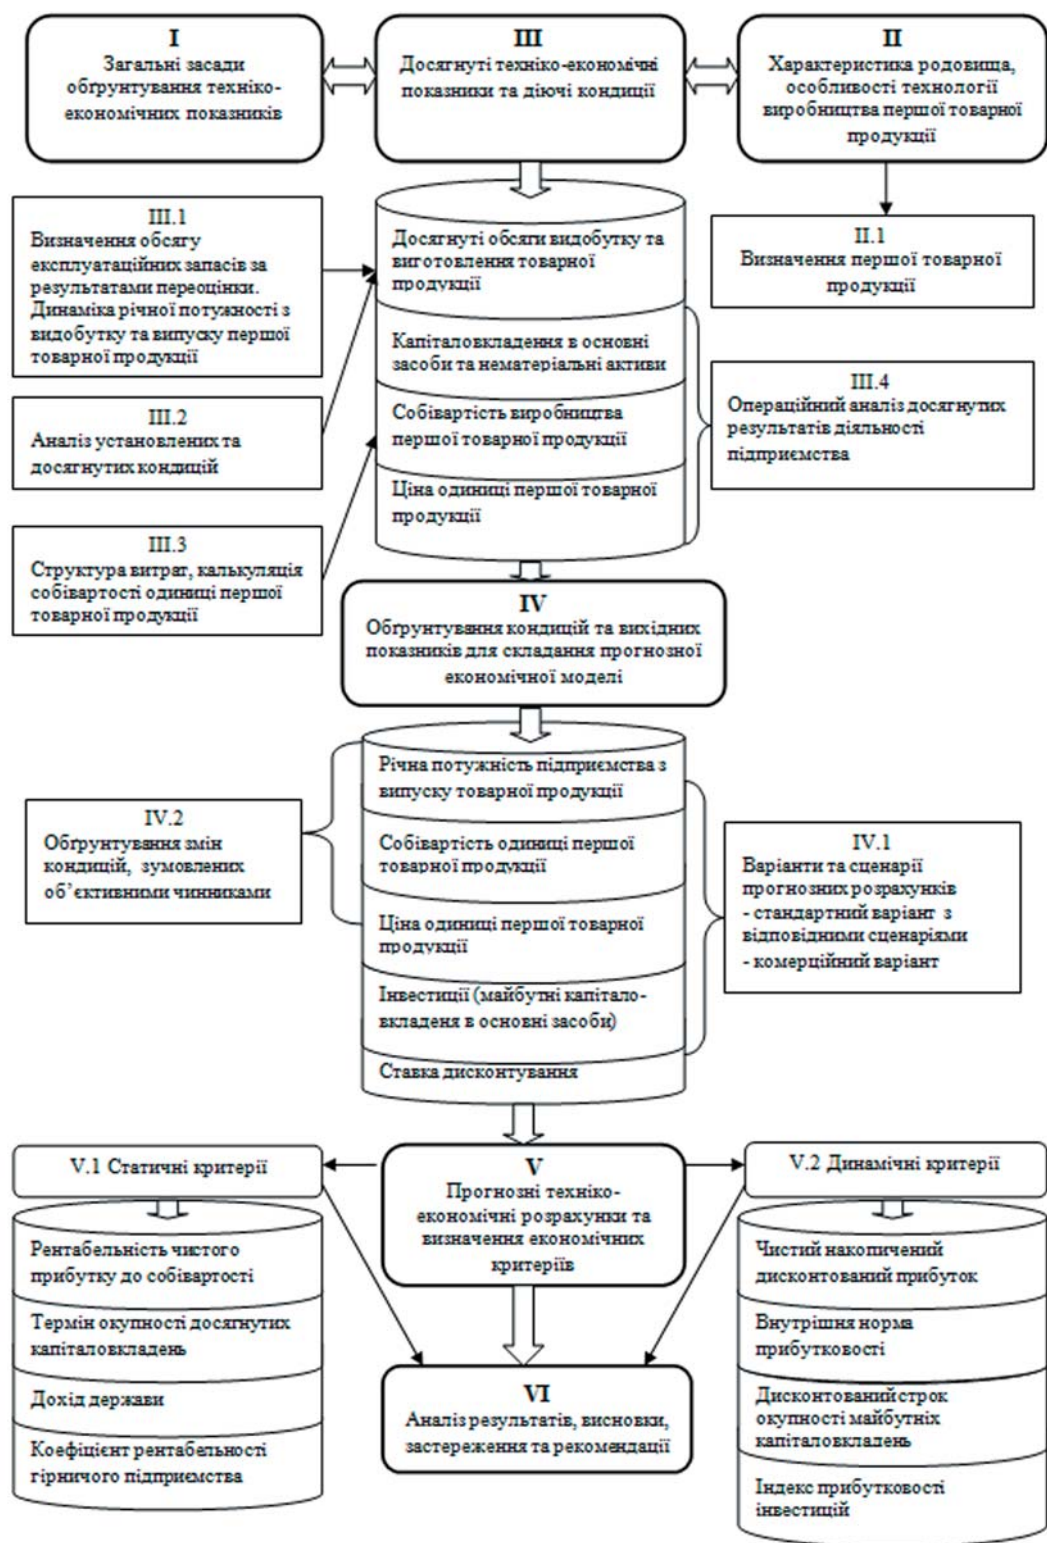 I
Загальні засади
обґрунтування техніко-
економічних показників
III
Досягнуті техніко-економічні
показники та діючі кондиції
II
Характеристика родовища,
особливості технології
виробництва першої товарної
продукції
III.1
Визначення обсягу
експлуатаційних запасів за
результатами переоцінки.
Динаміка річної потужності з
видобутку та випуску першої
товарної продукції
III.2
Аналіз установлених та
досягнутих кондицій
III.3
Структура витрат, калькуляція
собівартості одиниці першої
товарної продукції
Досягнуті обсяги видобутку та
виготовлення товарної
продукції
Капіталовкладення в основні
засоби та нематеріальні активи
Собівартість виробництва
першої товарної продукції
Ціна одиниці першої товарної
продукції
II.1
Визначення першої товарної
продукції
III.4
Операційний аналіз досягнутих
результатів діяльності
підприємства
IV
Обґрунтування кондицій та вихідних
показників для складання прогнозної
економічної моделі
IV.2
Обґрунтування змін
кондицій, зумовлених
об’єктивними чинниками
Річна потужність підприємства з
випуску товарної продукції
Собівартість одиниці першої
товарної продукції
Ціна одиниці першої товарної
продукції
Інвестиції (майбутні капітало-
вкладеня в основні засоби)
Ставка дисконтування
IV.1
Варіанти та сценарії
прогнозних розрахунків
- стандартний варіант з
відповідними сценаріями
- комерційний варіант
V.1 Статичні критерії
Рентабельність чистого
прибутку до собівартості
Термін окупності досягнутих
капіталовкладень
Дохід держави
Коефіцієнт рентабельності
гірничого підприємства
V
Прогнозні техніко-
економічні розрахунки та
визначення економічних
критеріїв
VI
Аналіз результатів, висновки,
застереження та рекомендації
V.2 Динамічні критерії
Чистий накопичений
дисконтований прибуток
Внутрішня норма
прибутковості
Дисконтований строк
окупності майбутніх
капіталовкладень
Індекс прибутковості
інвестицій